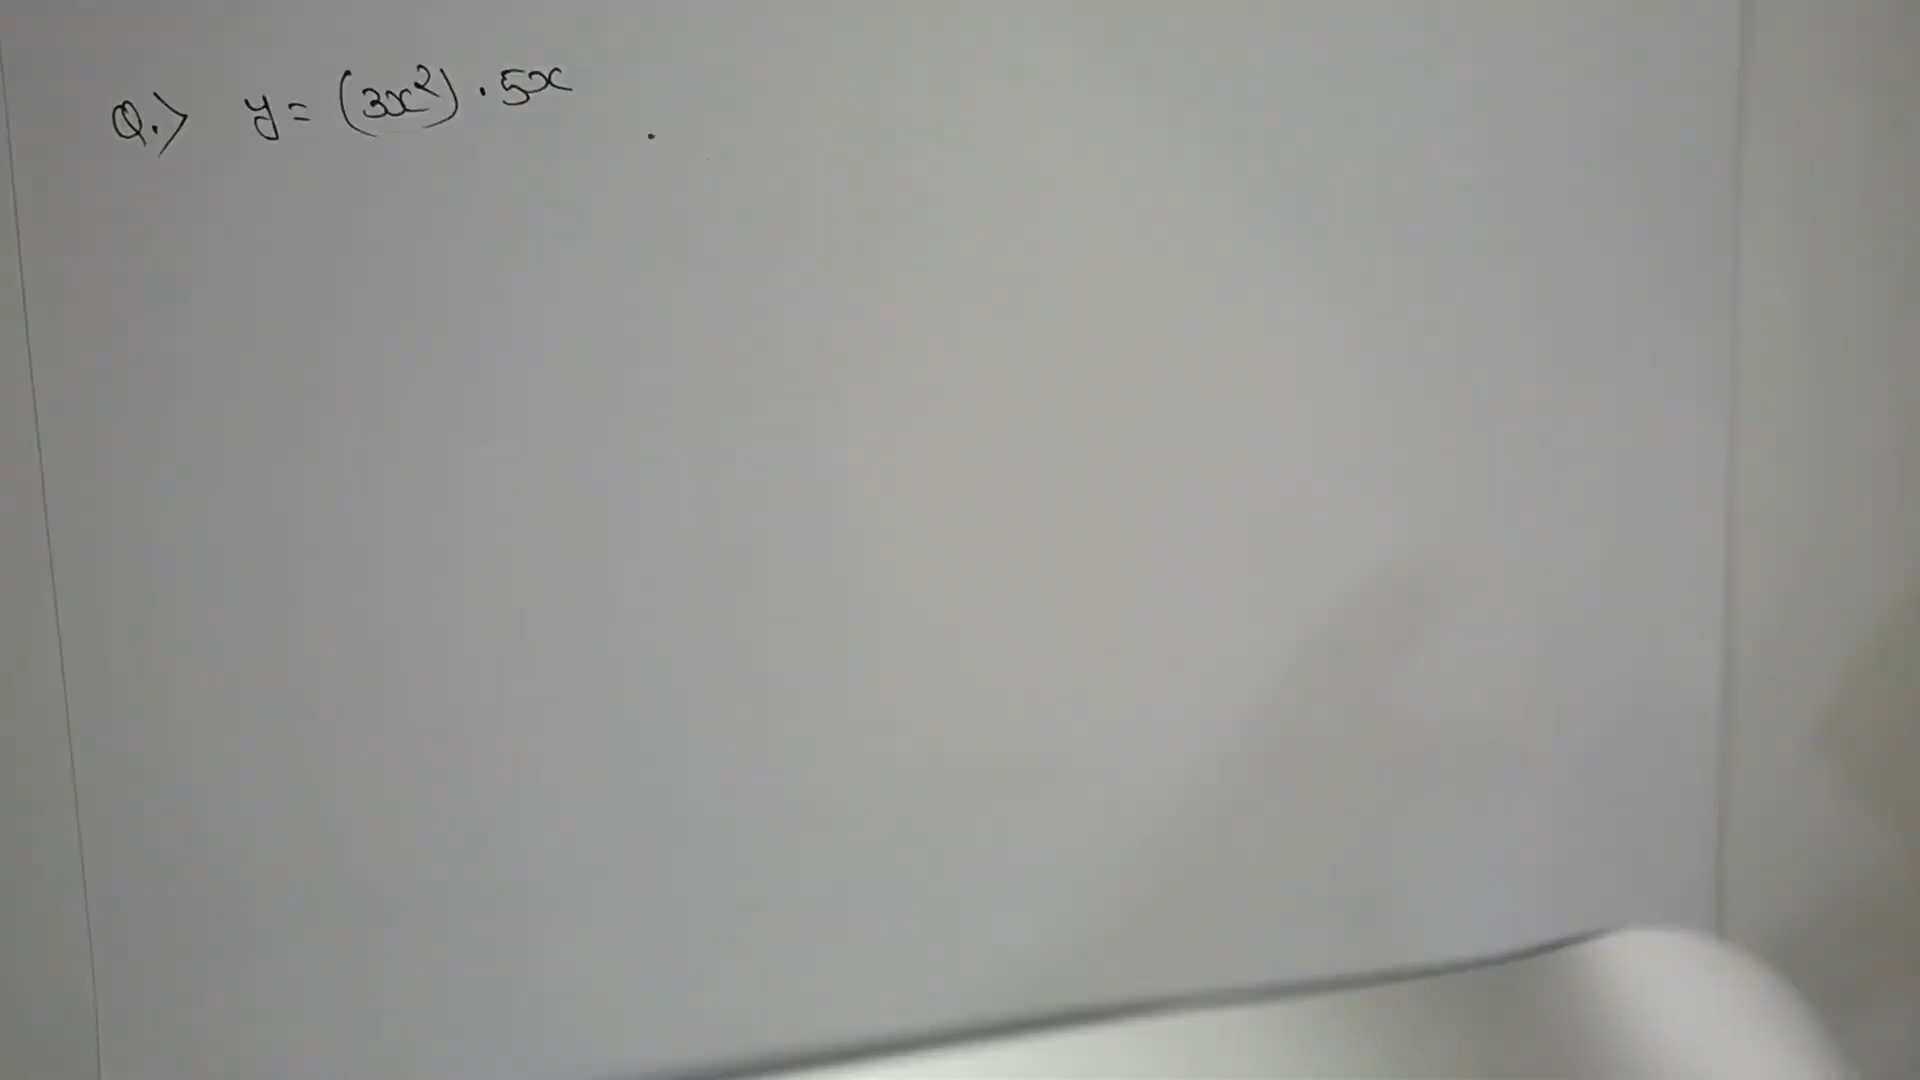 Q.> y = (3x²) . 5x